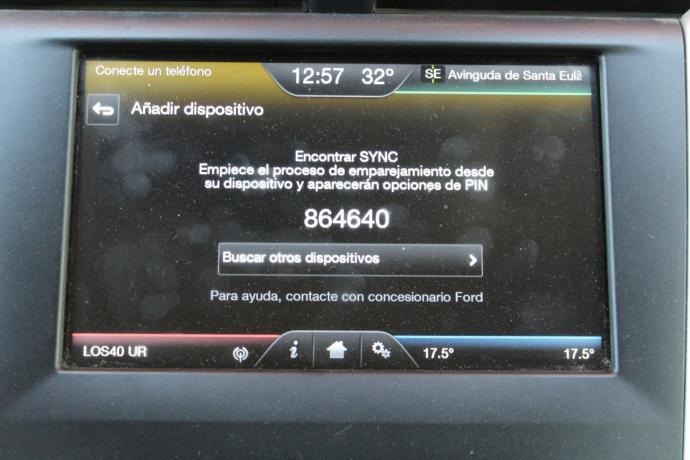 Conecte un teléfono
12:57 32°
SE Avinguda de Santa Eulà
Añadir dispositivo
Encontrar SYNC
Empiece el proceso de emparejamiento desde
su dispositivo y aparecerán opciones de PIN
864640
Buscar otros dispositivos
Para ayuda, contacte con concesionario Ford
LOS40 UR
i
17.5° 17.5°